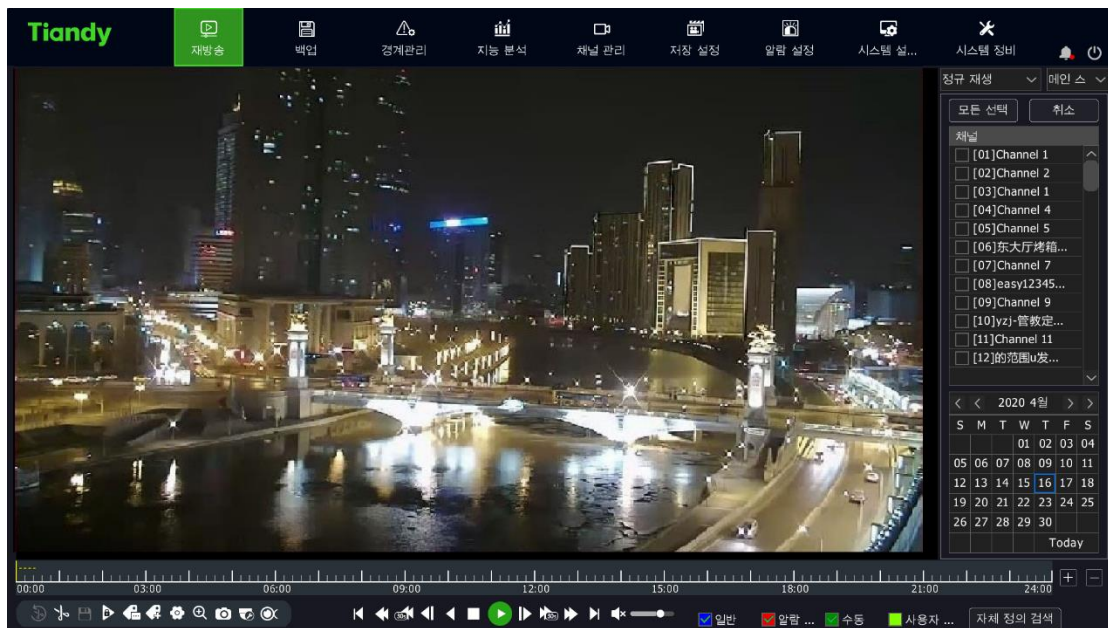 Tiandy
재방송
백업
경계관리
지능 분석
채널 관리
저장 설정
알람 설정
시스템 설...
시스템 정비
정규 재생
메인 스
모든 선택
취소
채널
[01]Channel 1
[02]Channel 2
[03]Channel 1
[04]Channel 4
[05]Channel 5
[06]东大厅烤箱...
[07]Channel 7
[08]easy12345...
[09]Channel 9
[10]yzj-管教定...
[11]Channel 11
[12]的范围u发...
2020 4월
S M T W T F S
01 02 03 04
05 06 07 08 09 10 11
12 13 14 15 16 17 18
19 20 21 22 23 24 25
26 27 28 29 30
Today
00:00 03:00 06:00 09:00 12:00 15:00 18:00 21:00 24:00
30s 30s
일반 알람 ... 수동 사용자 ... 자체 정의 검색